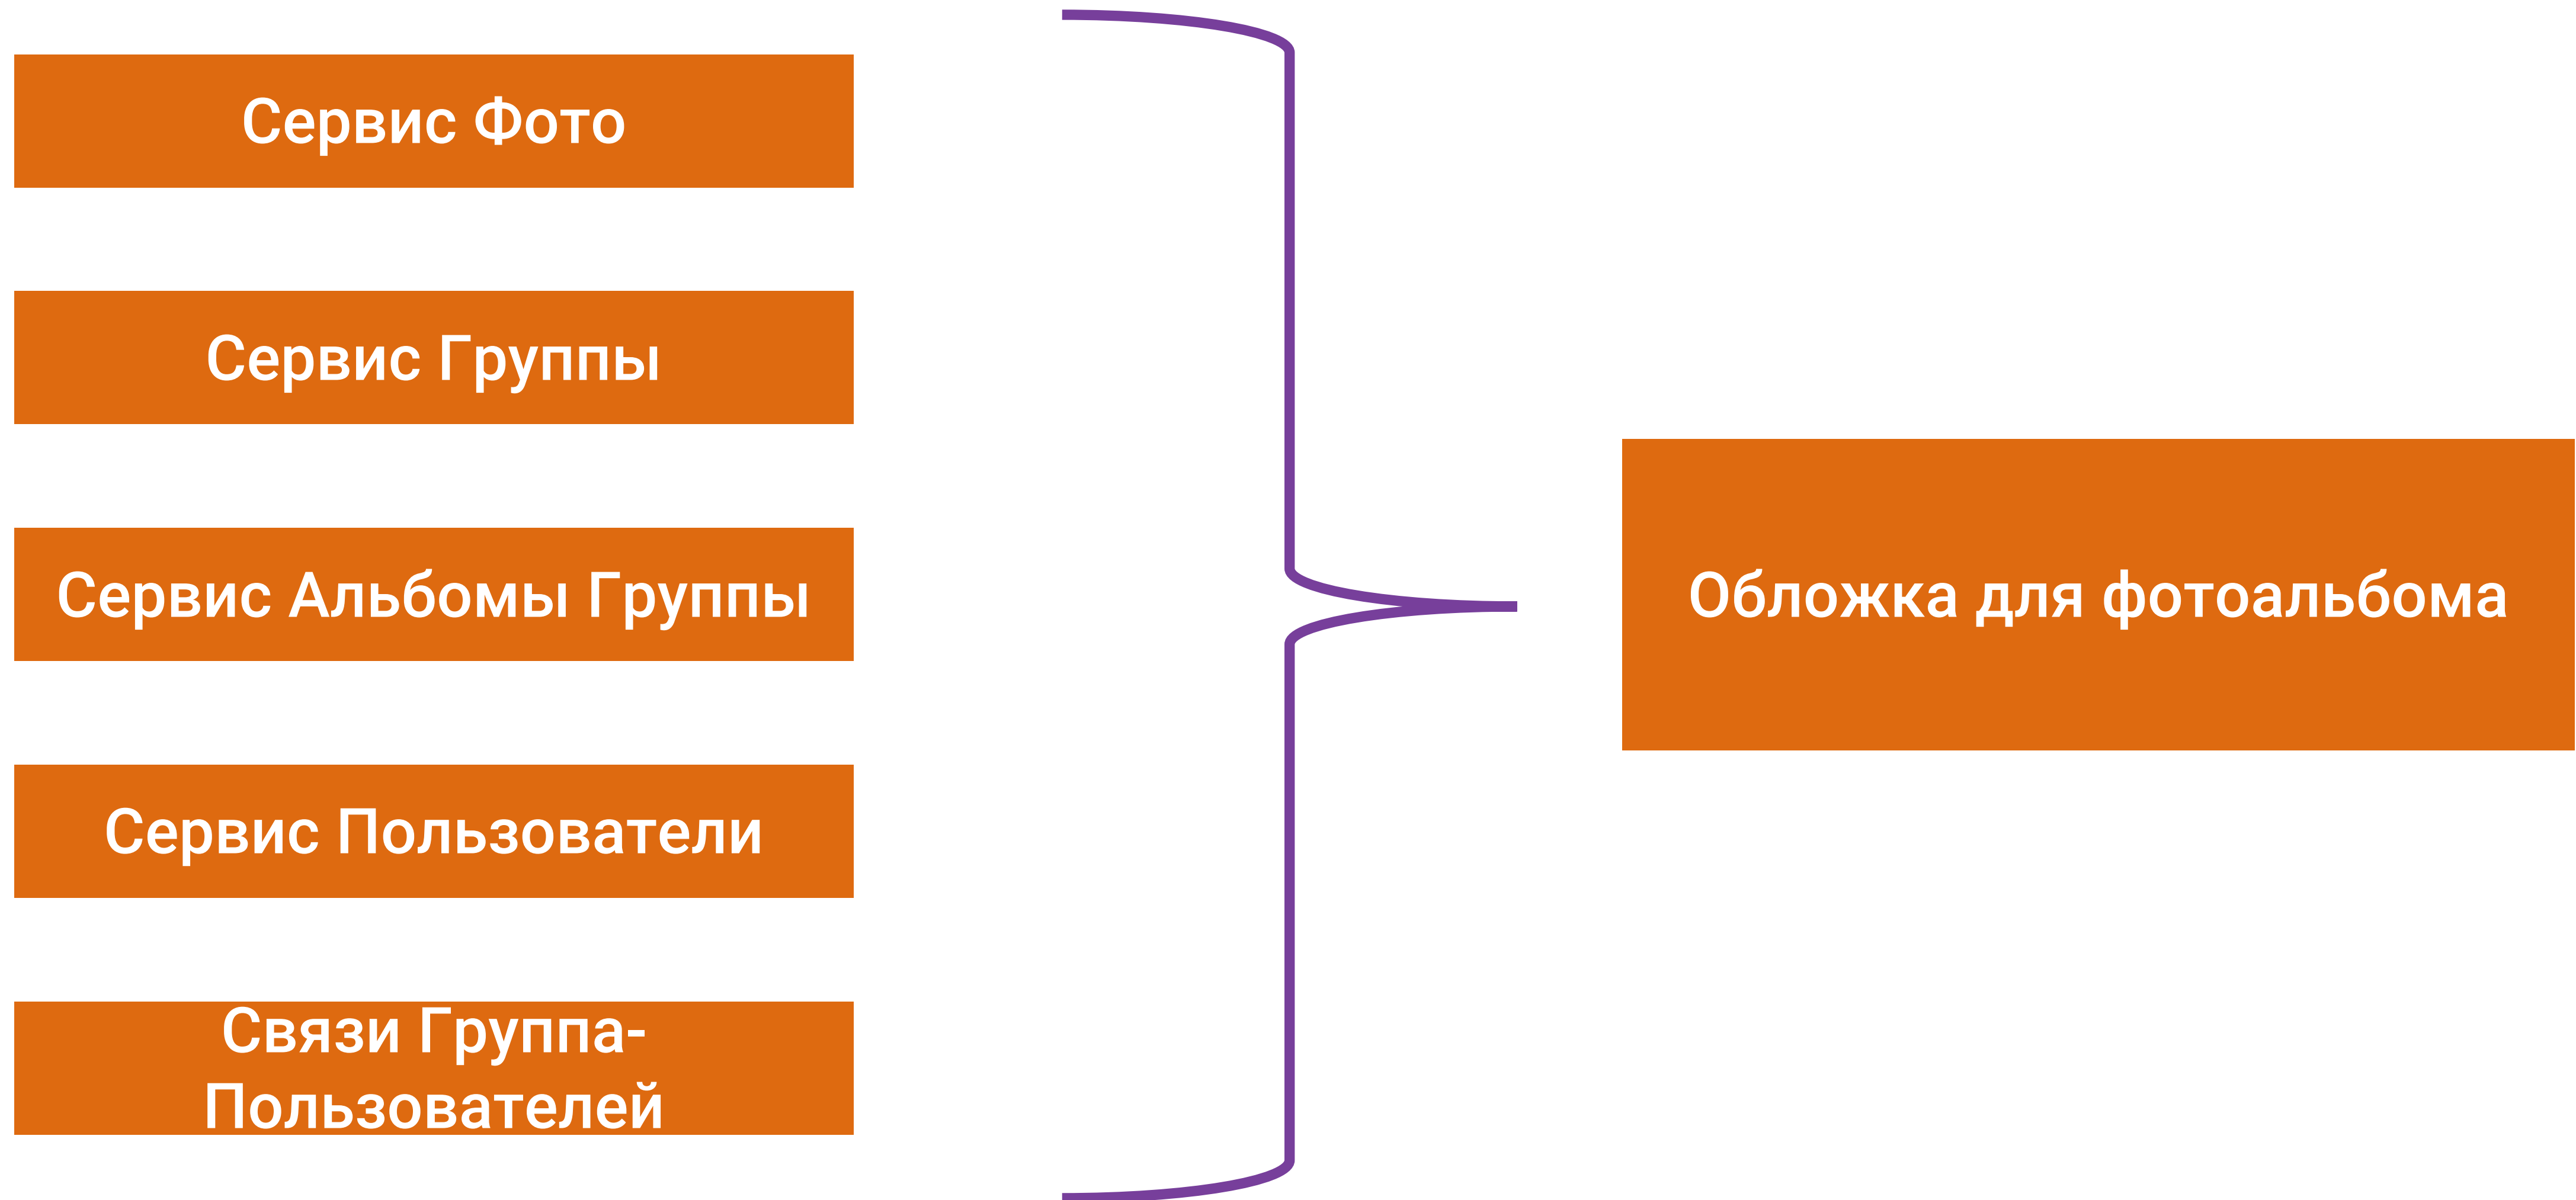 Сервис Фото
Сервис Группы
Сервис Альбомы Группы
Сервис Пользователи
Связи Группа-
Пользователей
Обложка для фотоальбома